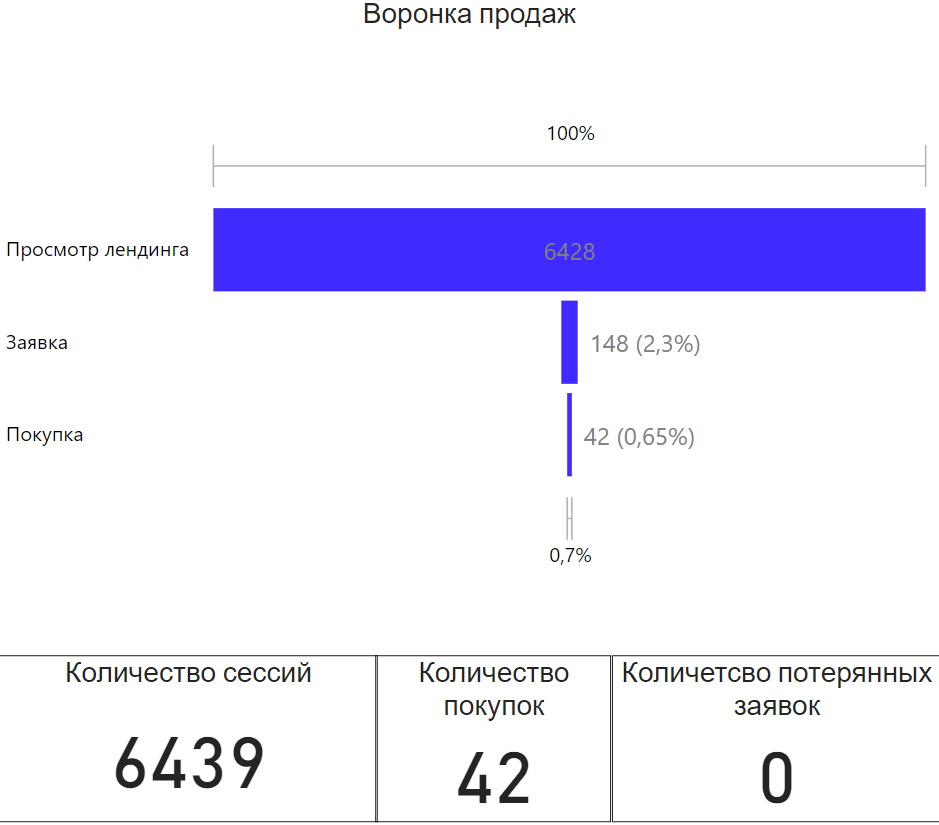 Воронка продаж
100%
Просмотр лендинга
6428
Заявка
148 (2,3%)
Покупка
42 (0,65%)
0,7%
Количество сессий
6439
Количество
покупок
42
Количетсво потерянных
заявок
0